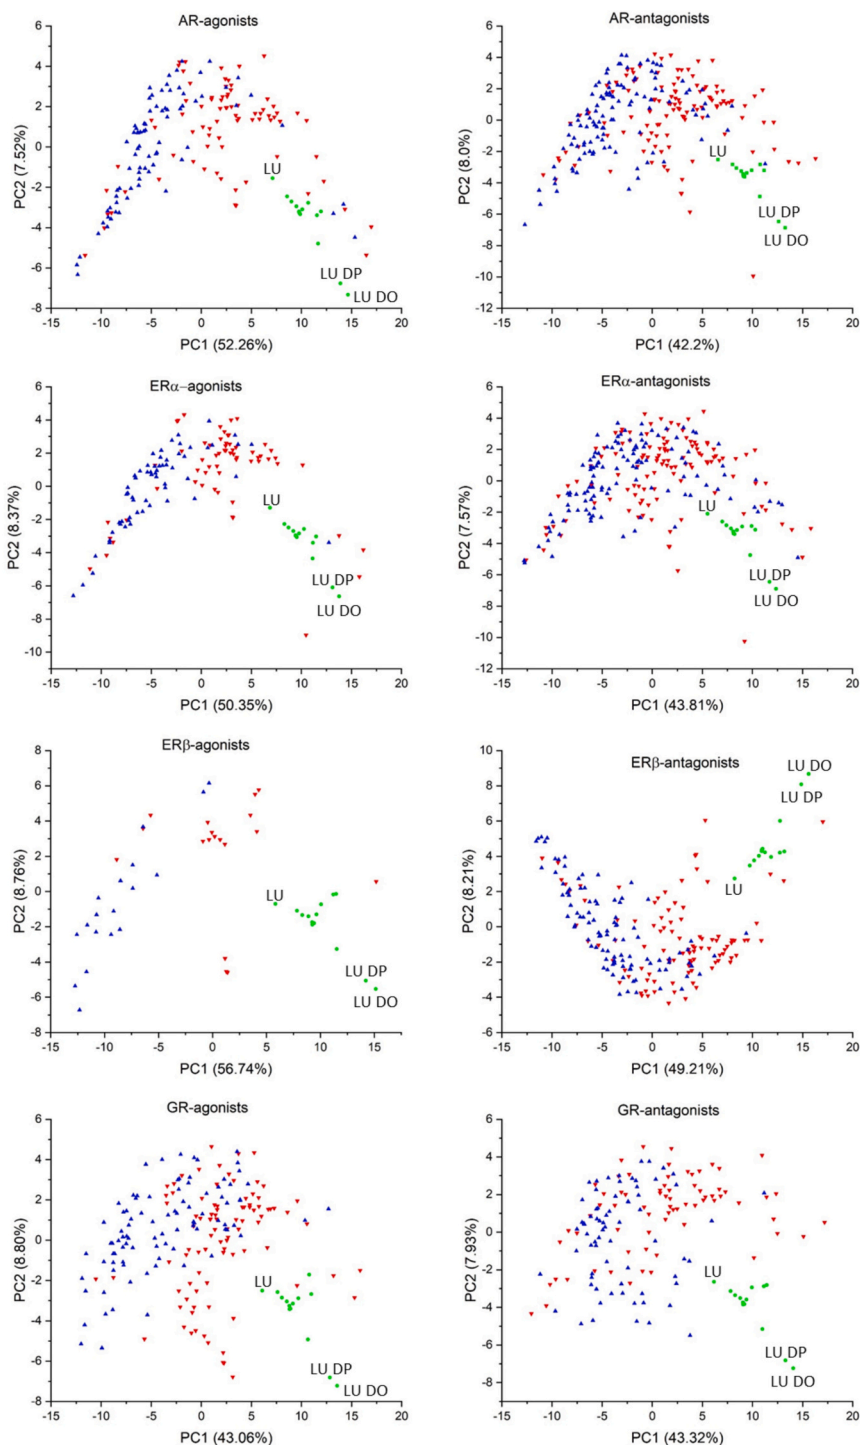 AR-agonists
6
4
2
0
-2
-4
-6
-8
PC2 (7.52%)
LU
LU DP
LU DO
-15 -10 -5 0 5 10 15 20
PC1 (52.26%)
AR-antagonists
6
4
2
0
-2
-4
-6
-8
-10
-12
PC2 (8.0%)
LU
LU DP
LU DO
-15 -10 -5 0 5 10 15 20
PC1 (42.2%)
ERα–agonists
6
4
2
0
-2
-4
-6
-8
-10
PC2 (8.37%)
LU
LU DP
LU DO
-15 -10 -5 0 5 10 15 20
PC1 (50.35%)
ERα-antagonists
6
4
2
0
-2
-4
-6
-8
-10
-12
PC2 (7.57%)
LU
LU DP
LU DO
-15 -10 -5 0 5 10 15 20
PC1 (43.81%)
ERβ-agonists
8
6
4
2
0
-2
-4
-6
-8
PC2 (8.76%)
LU
LU DP
LU DO
-15 -10 -5 0 5 10 15
PC1 (56.74%)
ERβ-antagonists
10
8
6
4
2
0
-2
-4
-6
PC2 (8.21%)
LU DO
LU DP
LU
-15 -10 -5 0 5 10 15 20
PC1 (49.21%)
GR-agonists
6
4
2
0
-2
-4
-6
-8
PC2 (8.80%)
LU
LU DP
LU DO
-15 -10 -5 0 5 10 15 20
PC1 (43.06%)
GR-antagonists
6
4
2
0
-2
-4
-6
-8
PC2 (7.93%)
LU
LU DP
LU DO
-15 -10 -5 0 5 10 15 20
PC1 (43.32%)